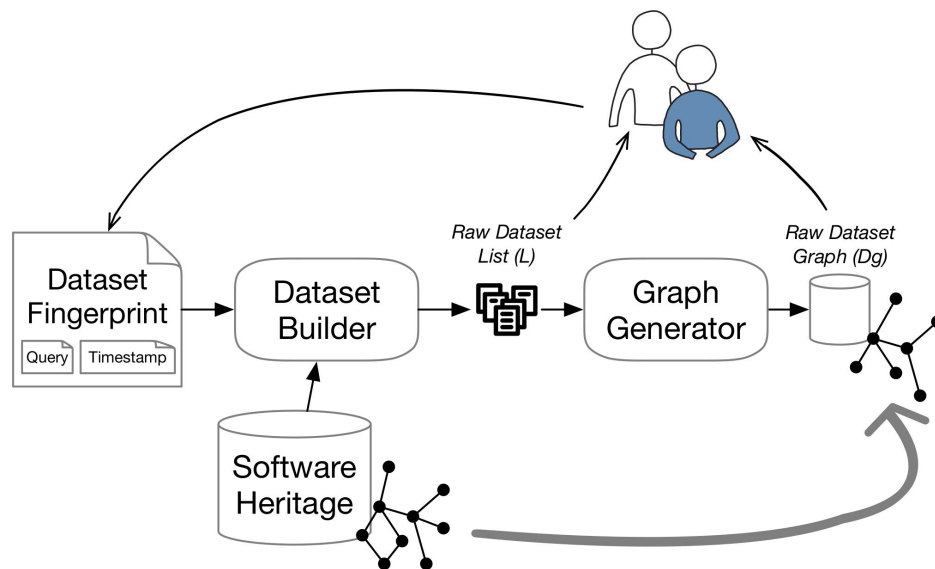 Raw Dataset
List (L)
Raw Dataset
Graph (Dg)
Dataset
Fingerprint
Query
Timestamp
Dataset
Builder
Graph
Generator
Software
Heritage